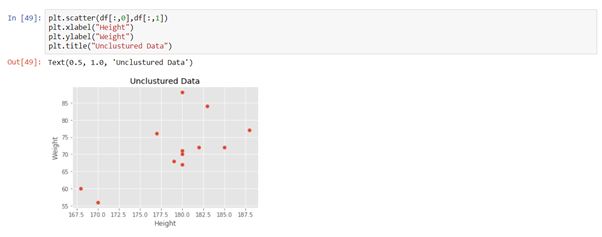 In [49]: plt.scatter(df[:,0],df[:,1])
plt.xlabel("Height")
plt.ylabel("Weight")
plt.title("Unclustured Data")
Out[49]: Text(0.5, 1.0, 'Unclustured Data')
Unclustured Data
85
80
75
70
65
60
55
Weight
167.5 170.0 172.5 175.0 177.5 180.0 182.5 185.0 187.5
Height